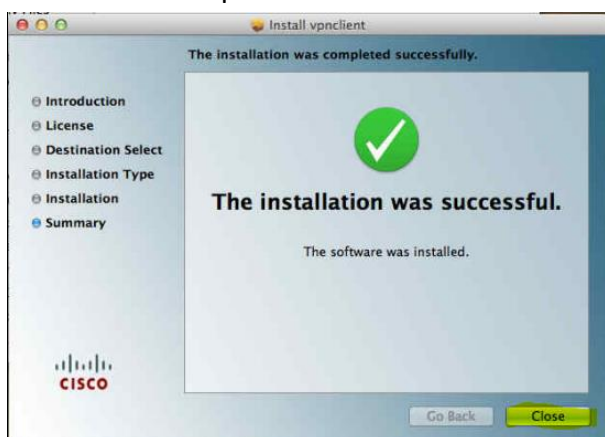 Install vpnclient
The installation was completed successfully.
Introduction
License
Destination Select
Installation Type
Installation
Summary
The installation was successful.
The software was installed.
CISCO
Go Back
Close